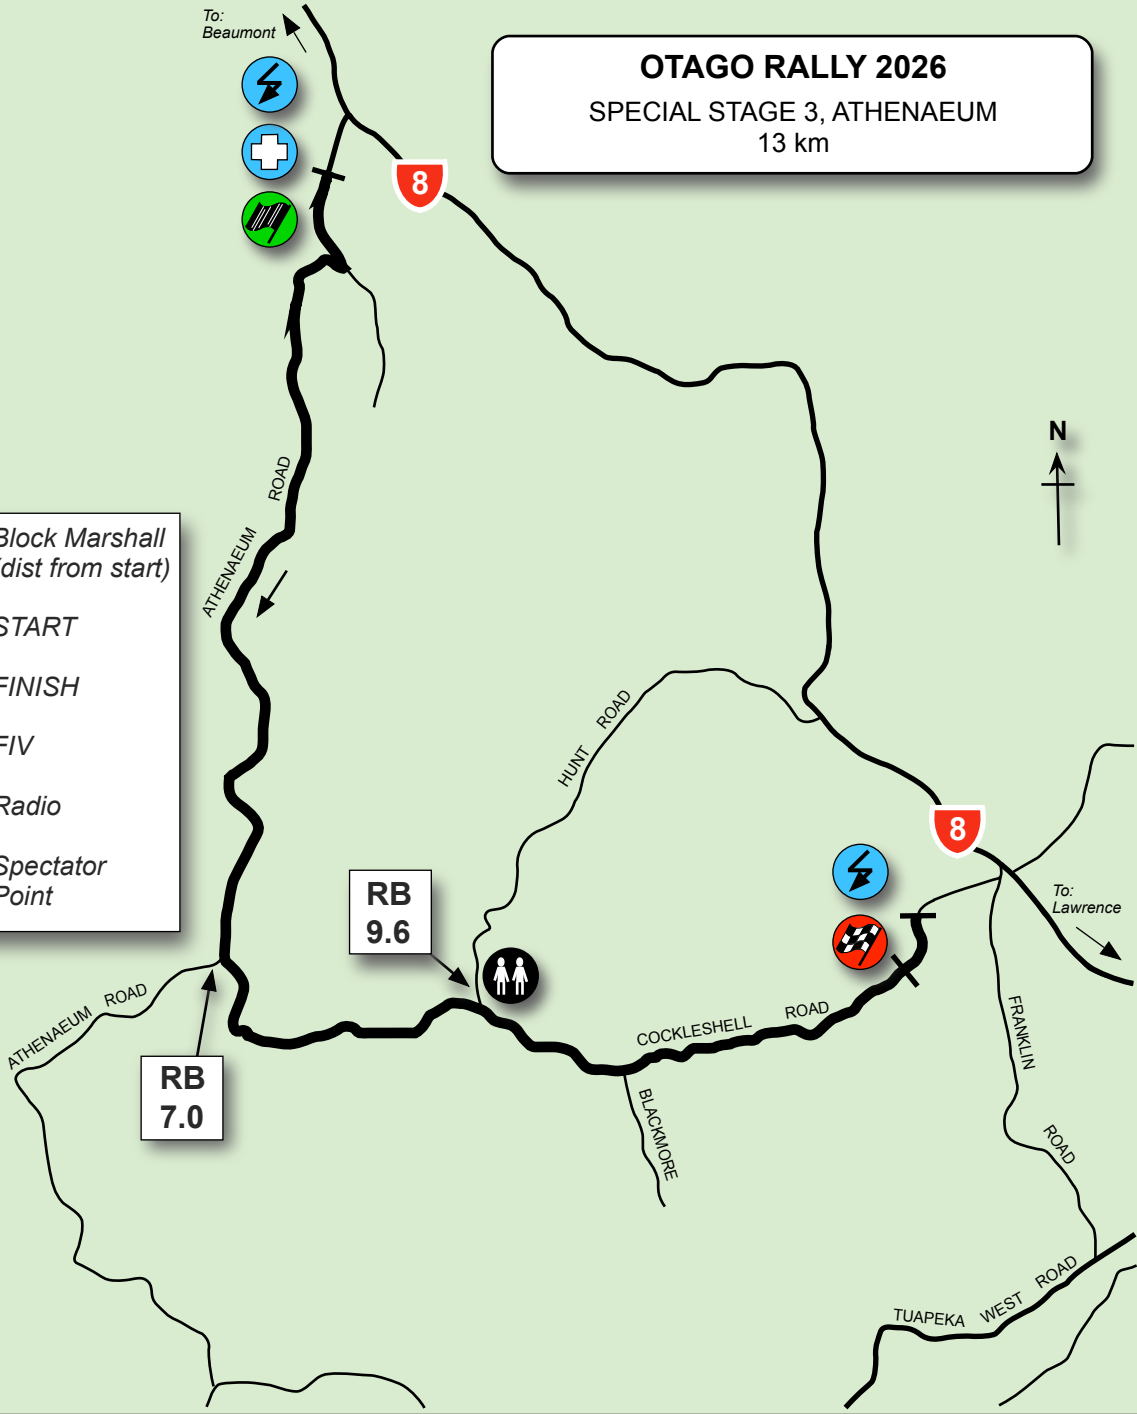 To:
Beaumont
OTAGO RALLY 2026
SPECIAL STAGE 3, ATHENAEUM
13 km
8
N
ATHENAEUM ROAD
Block Marshall
(dist from start)
START
FINISH
FIV
Radio
Spectator
Point
HUNT ROAD
8
RB
9.6
To:
Lawrence
ATHENAEUM ROAD
COCKLESHELL ROAD
FRANKLIN ROAD
RB
7.0
BLACKMORE
TUAPEKA WEST ROAD